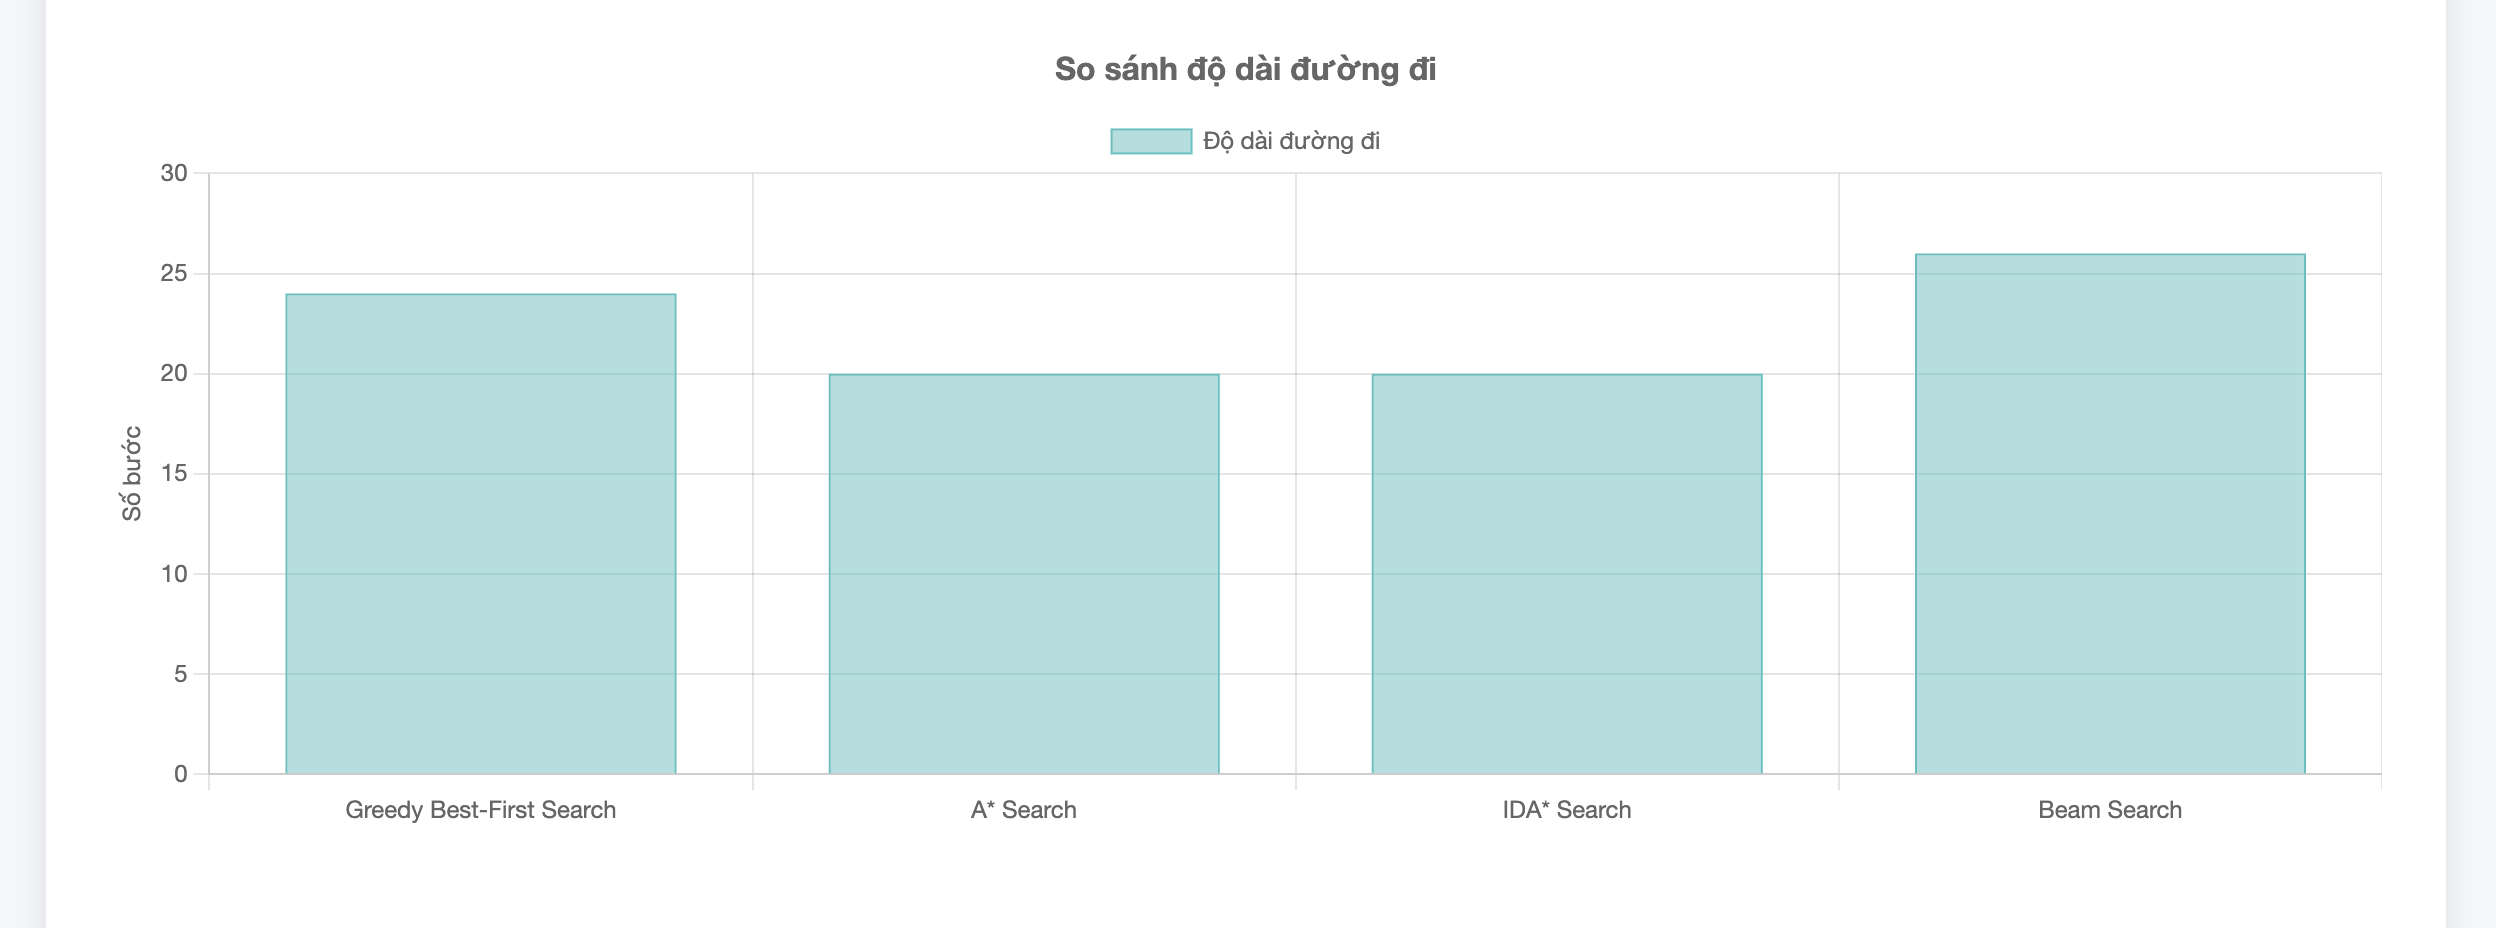 So sánh độ dài đường đi
Độ dài đường đi
30
25
20
15
10
5
0
Số bước
Greedy Best-First Search
A* Search
IDA* Search
Beam Search